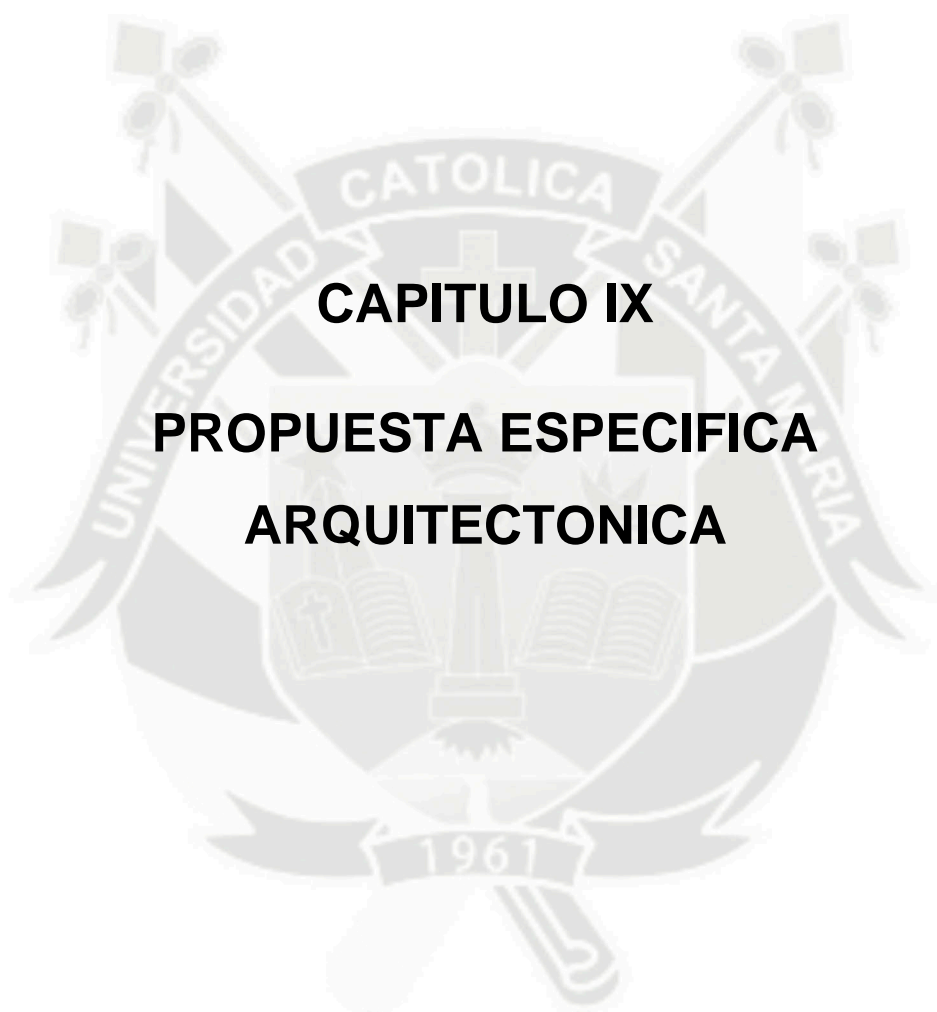 CATOLICA
UNIVERSIDAD
SANTA MARIA
CAPITULO IX
PROPUESTA ESPECIFICA
ARQUITECTONICA
1961